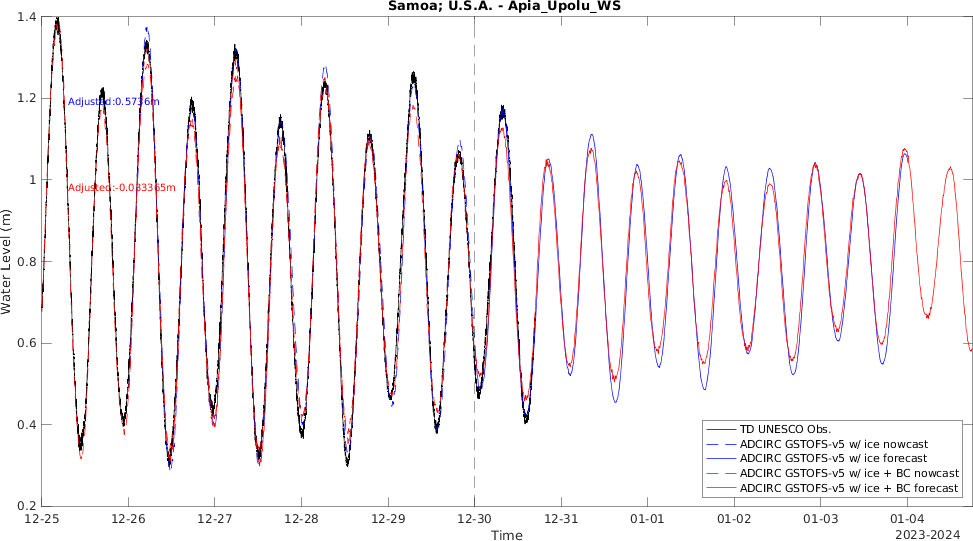 Samoa; U.S.A. - Apia_Upolu_WS
1.4
1.2
1
0.8
0.6
0.4
0.2
Water Level (m)
Adjusted:0.5736m
Adjusted:-0.033365m
TD UNESCO Obs.
ADCIRC GSTOFS-v5 w/ ice nowcast
ADCIRC GSTOFS-v5 w/ ice forecast
ADCIRC GSTOFS-v5 w/ ice + BC nowcast
ADCIRC GSTOFS-v5 w/ ice + BC forecast
12-25 12-26 12-27 12-28 12-29 12-30 12-31 01-01 01-02 01-03 01-04
Time
2023-2024